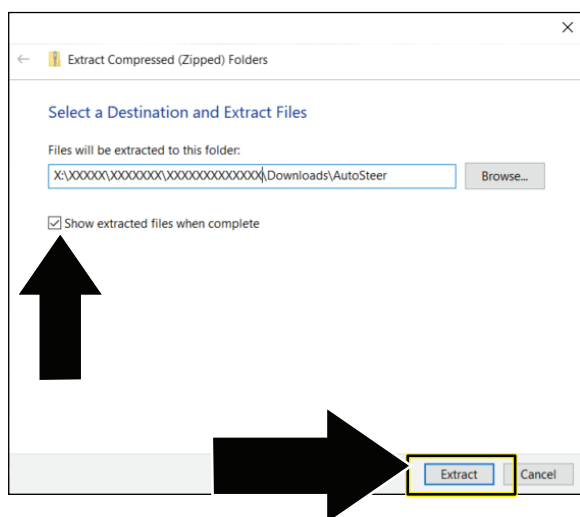 Extract Compressed (Zipped) Folders
Select a Destination and Extract Files
Files will be extracted to this folder:
X:\XXXXX\XXXXXXX\XXXXXXXXXXXXX\Downloads\AutoSteer
Browse...
Show extracted files when complete
Extract
Cancel